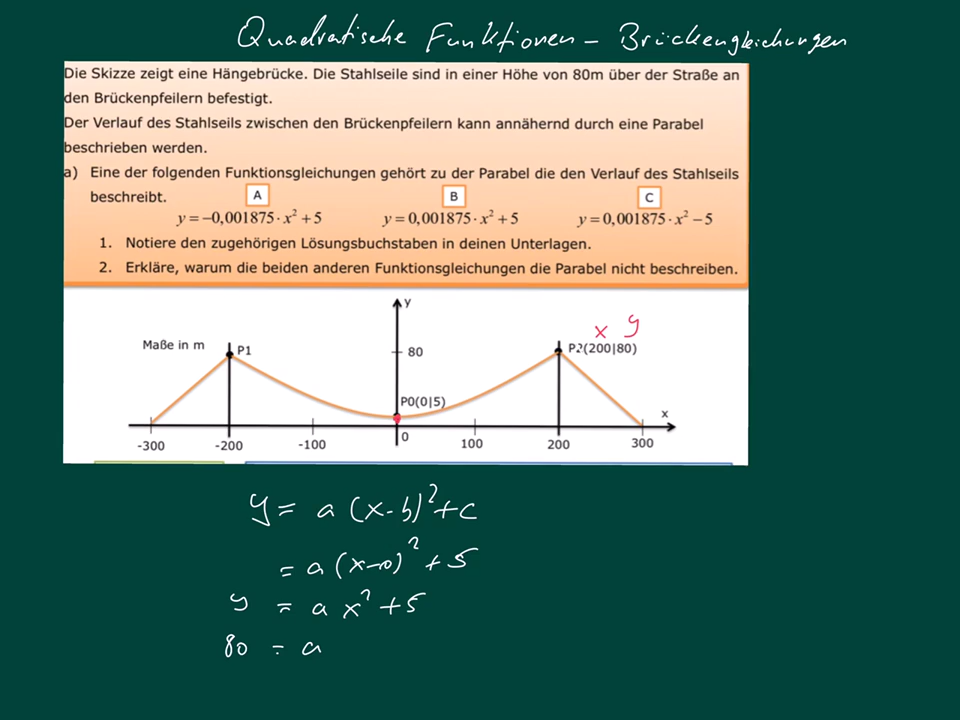 Quadratische Funktionen - Brückengleichungen
Die Skizze zeigt eine Hängebrücke. Die Stahlseile sind in einer Höhe von 80m über der Straße an
den Brückenpfeilern befestigt.
Der Verlauf des Stahlseils zwischen den Brückenpfeilern kann annähernd durch eine Parabel
beschrieben werden.
a) Eine der folgenden Funktionsgleichungen gehört zu der Parabel die den Verlauf des Stahlseils
beschreibt. A B C
y = -0,001875 · x² + 5 y = 0,001875 · x² + 5 y = 0,001875 · x² - 5
1. Notiere den zugehörigen Lösungsbuchstaben in deinen Unterlagen.
2. Erkläre, warum die beiden anderen Funktionsgleichungen die Parabel nicht beschreiben.
y
x y
Maße in m P1 80 P2(200|80)
P0(0|5)
x
-300 -200 -100 0 100 200 300
y = a (x-b)² + c
= a (x-0)² + 5
y = a x² + 5
80 = a